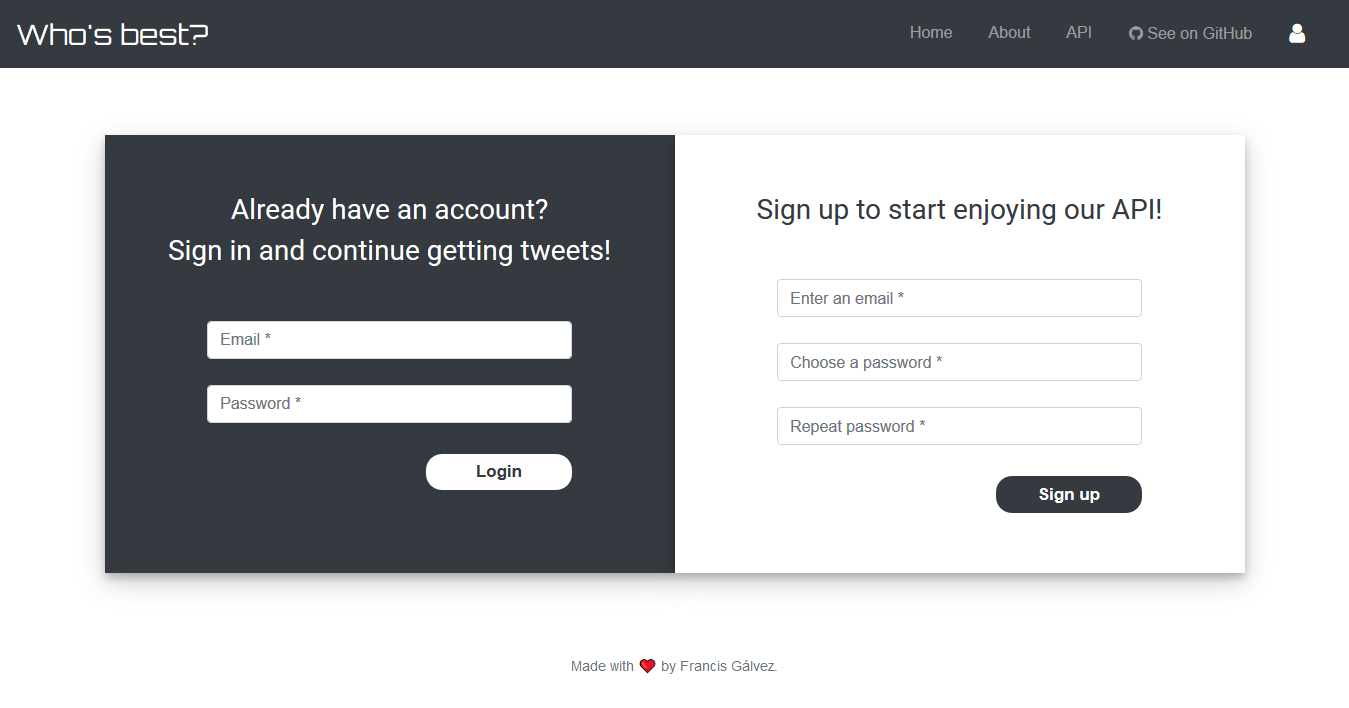 Who's best?
Home
About
API
See on GitHub
Already have an account?
Sign in and continue getting tweets!
Email *
Password *
Login
Sign up to start enjoying our API!
Enter an email *
Choose a password *
Repeat password *
Sign up
Made with ❤ by Francis Gálvez.